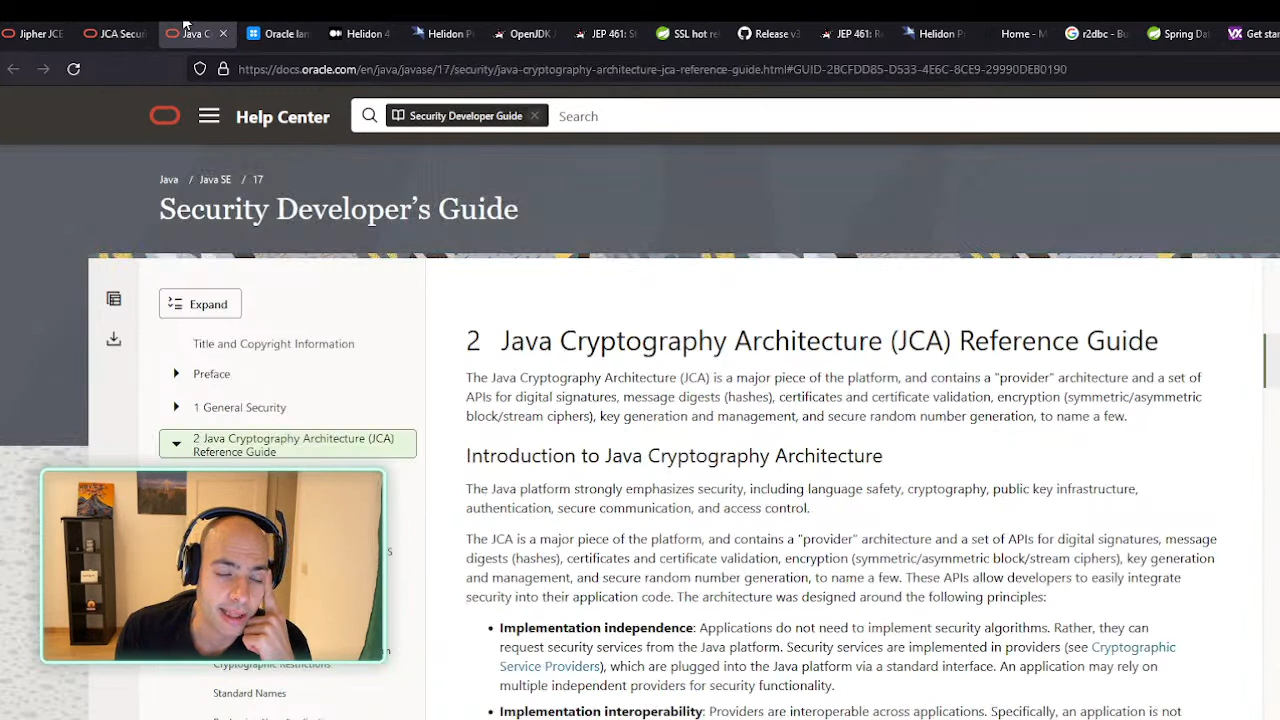 Jipher JCE
JCA Secu
Java C
Oracle lan
Helidon 4
Helidon P
OpenJDK J
JEP 461: S
SSL hot re
Release v3
JEP 461: R
Helidon P
Home - M
r2dbc - Bu
Spring Da
Get star
https://docs.oracle.com/en/java/javase/17/security/java-cryptography-architecture-jca-reference-guide.html#GUID-2BCFDD85-D533-4E6C-8CE9-29990DEB0190
Help Center
Security Developer Guide
Search
Java / Java SE / 17
Security Developer’s Guide
Expand
Title and Copyright Information
Preface
1 General Security
2 Java Cryptography Architecture (JCA)
Reference Guide
Standard Names
2 Java Cryptography Architecture (JCA) Reference Guide
The Java Cryptography Architecture (JCA) is a major piece of the platform, and contains a "provider" architecture and a set of
APIs for digital signatures, message digests (hashes), certificates and certificate validation, encryption (symmetric/asymmetric
block/stream ciphers), key generation and management, and secure random number generation, to name a few.
Introduction to Java Cryptography Architecture
The Java platform strongly emphasizes security, including language safety, cryptography, public key infrastructure,
authentication, secure communication, and access control.
The JCA is a major piece of the platform, and contains a "provider" architecture and a set of APIs for digital signatures, message
digests (hashes), certificates and certificate validation, encryption (symmetric/asymmetric block/stream ciphers), key generation
and management, and secure random number generation, to name a few. These APIs allow developers to easily integrate
security into their application code. The architecture was designed around the following principles:
• Implementation independence: Applications do not need to implement security algorithms. Rather, they can
request security services from the Java platform. Security services are implemented in providers (see Cryptographic
Service Providers), which are plugged into the Java platform via a standard interface. An application may rely on
multiple independent providers for security functionality.
• Implementation interoperability: Providers are interoperable across applications. Specifically, an application is not